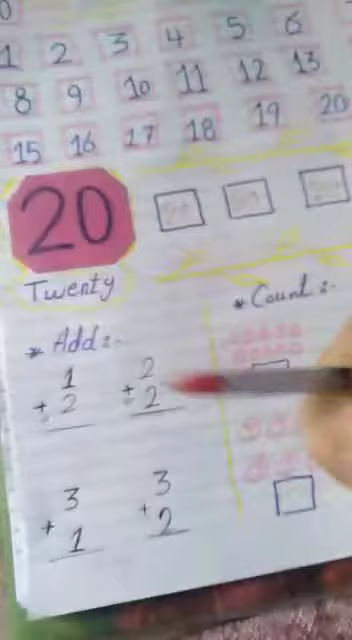 0
1 2 3 4 5 6
8 9 10 11 12 13
15 16 17 18 19 20
20
Twenty
* Count :-
* Add :-
1 2
+ 2 + 2
3 3
+ 1 + 2